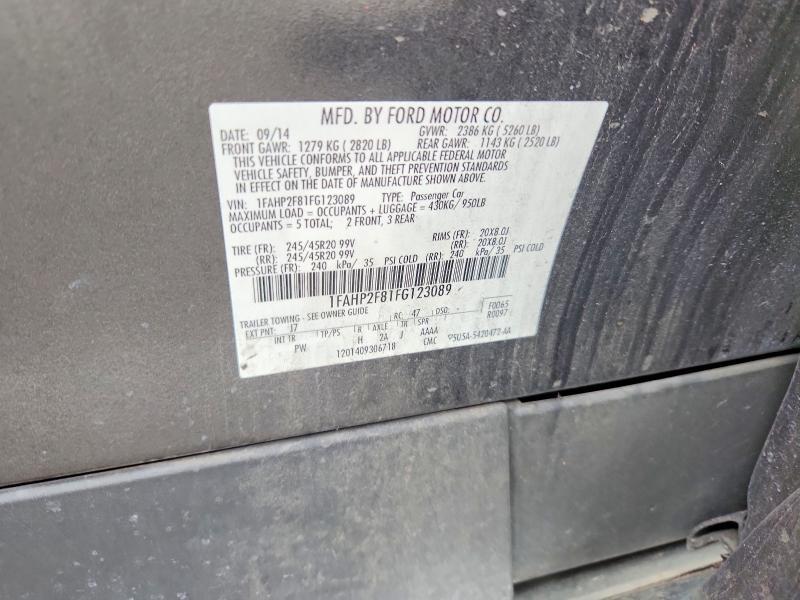 MFD. BY FORD MOTOR CO.
DATE: 09/14 GVWR: 2386 KG ( 5260 LB)
FRONT GAWR: 1279 KG ( 2820 LB) REAR GAWR: 1143 KG ( 2520 LB)
THIS VEHICLE CONFORMS TO ALL APPLICABLE FEDERAL MOTOR
VEHICLE SAFETY, BUMPER, AND THEFT PREVENTION STANDARDS
IN EFFECT ON THE DATE OF MANUFACTURE SHOWN ABOVE.
VIN: 1FAHP2F81FG123089 TYPE: Passenger Car
MAXIMUM LOAD = OCCUPANTS + LUGGAGE = 430KG/ 950LB
OCCUPANTS = 5 TOTAL; 2 FRONT, 3 REAR
TIRE (FR): 245/45R20 99V RIMS (FR): 20X8.0J
(RR): 245/45R20 99V (RR): 20X8.0J
PRESSURE (FR): 240 kPa/ 35 PSI COLD (RR): 240 kPa/ 35 PSI COLD
1FAHP2F81FG123089
TRAILER TOWING - SEE OWNER GUIDE F0065
EXT PNT: J7 RC: 47 DSO: R0097
INT TR TP/PS R AXLE TR SPR
PW H 2A J AAAA
1201409306718 CMC